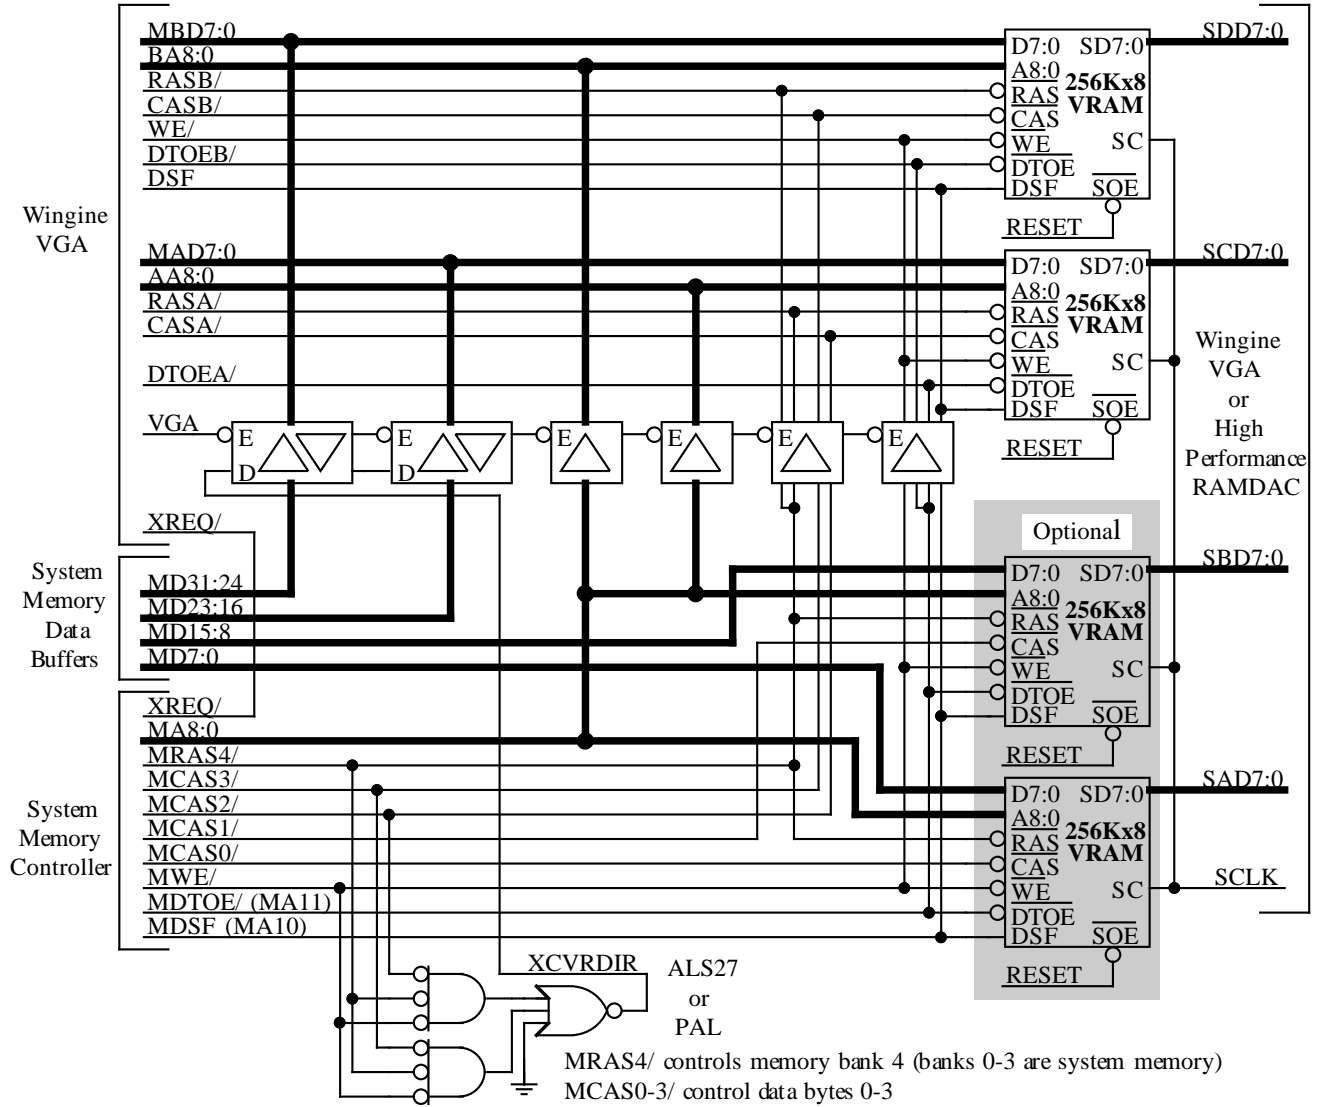 MBD7:0
BA8:0
RASB/
CASB/
WE/
DTOEB/
DSF
Wingine
VGA
MAD7:0
AA8:0
RASA/
CASA/
DTOEA/
VGA
E
D
E
D
E
E
E
E
XREQ/
System
Memory
Data
Buffers
MD31:24
MD23:16
MD15:8
MD7:0
XREQ/
MA8:0
MRAS4/
MCAS3/
MCAS2/
MCAS1/
MCAS0/
MWE/
MDTOE/ (MA11)
MDSF (MA10)
System
Memory
Controller
D7:0 SD7:0
A8:0
256Kx8
RAS
VRAM
CAS
WE SC
DTOE
DSF SOE
RESET
SDD7:0
D7:0 SD7:0
A8:0
256Kx8
RAS
VRAM
CAS
WE SC
DTOE
DSF SOE
RESET
SCD7:0
Wingine
VGA
or
High
Performance
RAMDAC
Optional
D7:0 SD7:0
A8:0
256Kx8
RAS
VRAM
CAS
WE SC
DTOE
DSF SOE
RESET
SBD7:0
D7:0 SD7:0
A8:0
256Kx8
RAS
VRAM
CAS
WE SC
DTOE
DSF SOE
RESET
SAD7:0
SCLK
XCVRDIR
ALS27
or
PAL
MRAS4/ controls memory bank 4 (banks 0-3 are system memory)
MCAS0-3/ control data bytes 0-3